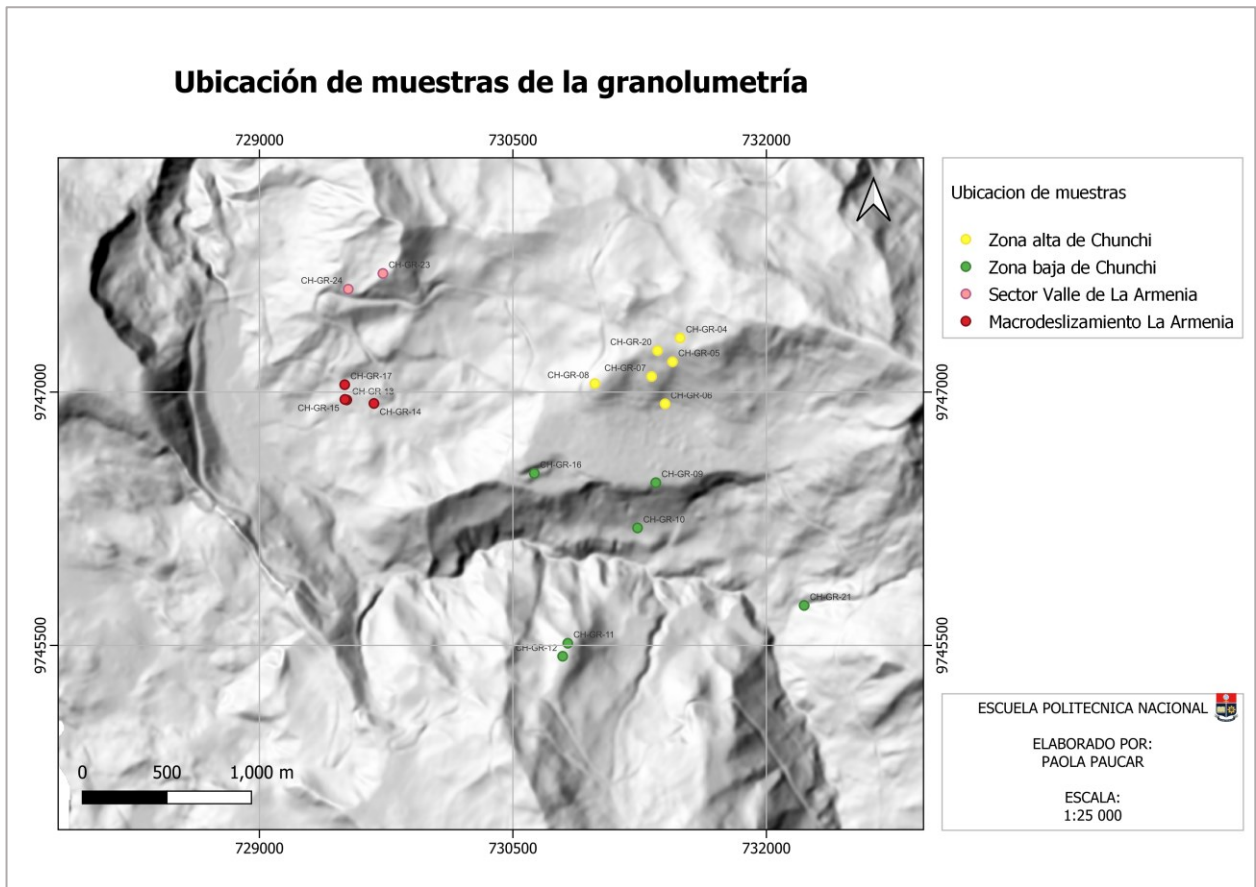 Ubicación de muestras de la granolumetría
729000
730500
732000
Ubicacion de muestras
Zona alta de Chunchi
Zona baja de Chunchi
Sector Valle de La Armenia
Macrodeslizamiento La Armenia
CH-GR-23
CH-GR-24
CH-GR-04
CH-GR-20
CH-GR-05
CH-GR-07
CH-GR-08
CH-GR-17
CH-GR-13
CH-GR-06
CH-GR-15
CH-GR-14
9747000
9747000
CH-GR-16
CH-GR-09
CH-GR-10
CH-GR-21
CH-GR-11
CH-GR-12
9745500
9745500
0 500 1,000 m
729000
730500
732000
ESCUELA POLITECNICA NACIONAL
ELABORADO POR:
PAOLA PAUCAR
ESCALA:
1:25 000